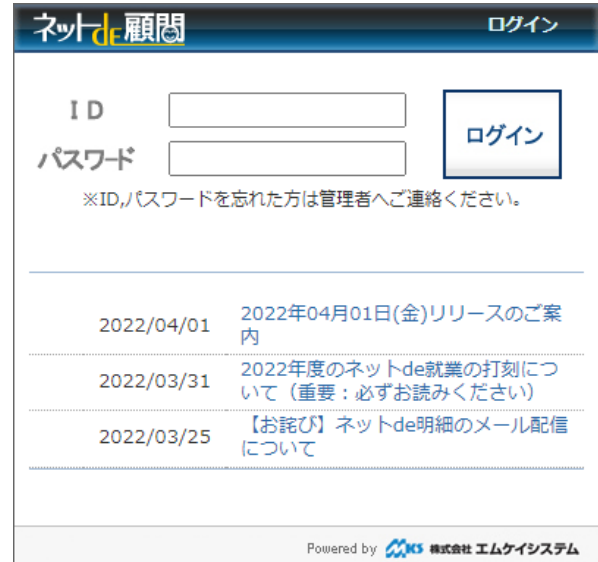 ネットde顧問
ログイン
ＩＤ
ログイン
パスワード
※ID,パスワードを忘れた方は管理者へご連絡ください。
2022/04/01 2022年04月01日(金)リリースのご案
内
2022/03/31 2022年度のネットde就業の打刻につ
いて（重要：必ずお読みください）
2022/03/25 【お詫び】ネットde明細のメール配信
について
Powered by MKS 株式会社 エムケイシステム